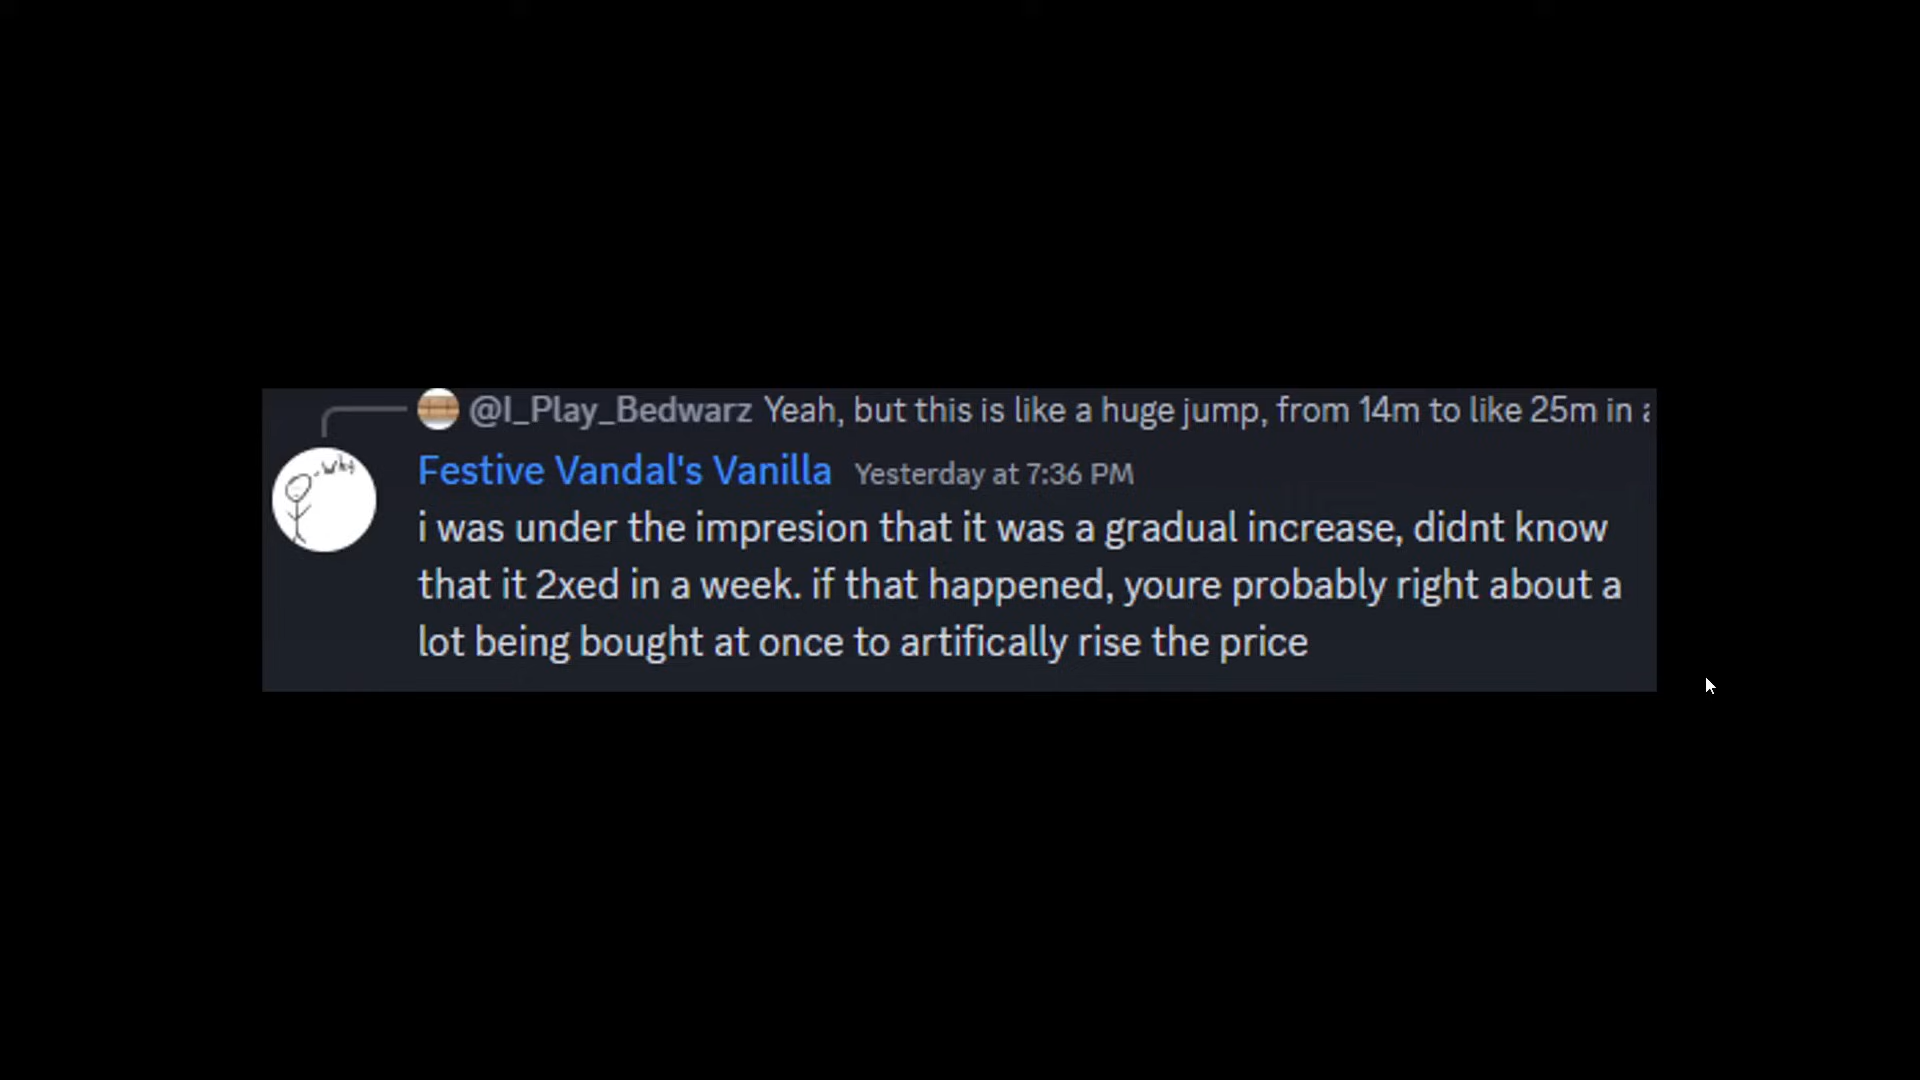 @I_Play_Bedwarz Yeah, but this is like a huge jump, from 14m to like 25m in
-why
Festive Vandal's Vanilla Yesterday at 7:36 PM
i was under the impresion that it was a gradual increase, didnt know
that it 2xed in a week. if that happened, youre probably right about a
lot being bought at once to artifically rise the price